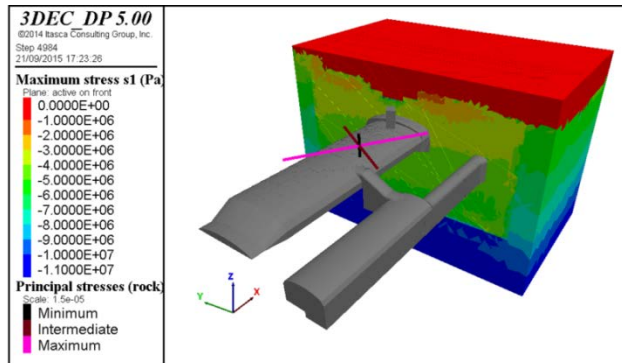 3DEC_DP 5.00
©2014 Itasca Consulting Group, Inc.
Step 4984
21/09/2015 17:23:26
Maximum stress s1 (Pa)
Plane: active on front
0.0000E+00
-1.0000E+06
-2.0000E+06
-3.0000E+06
-4.0000E+06
-5.0000E+06
-6.0000E+06
-7.0000E+06
-8.0000E+06
-9.0000E+06
-1.0000E+07
-1.1000E+07
Principal stresses (rock)
Scale: 1.5e-05
Minimum
Intermediate
Maximum
Z
Y
X